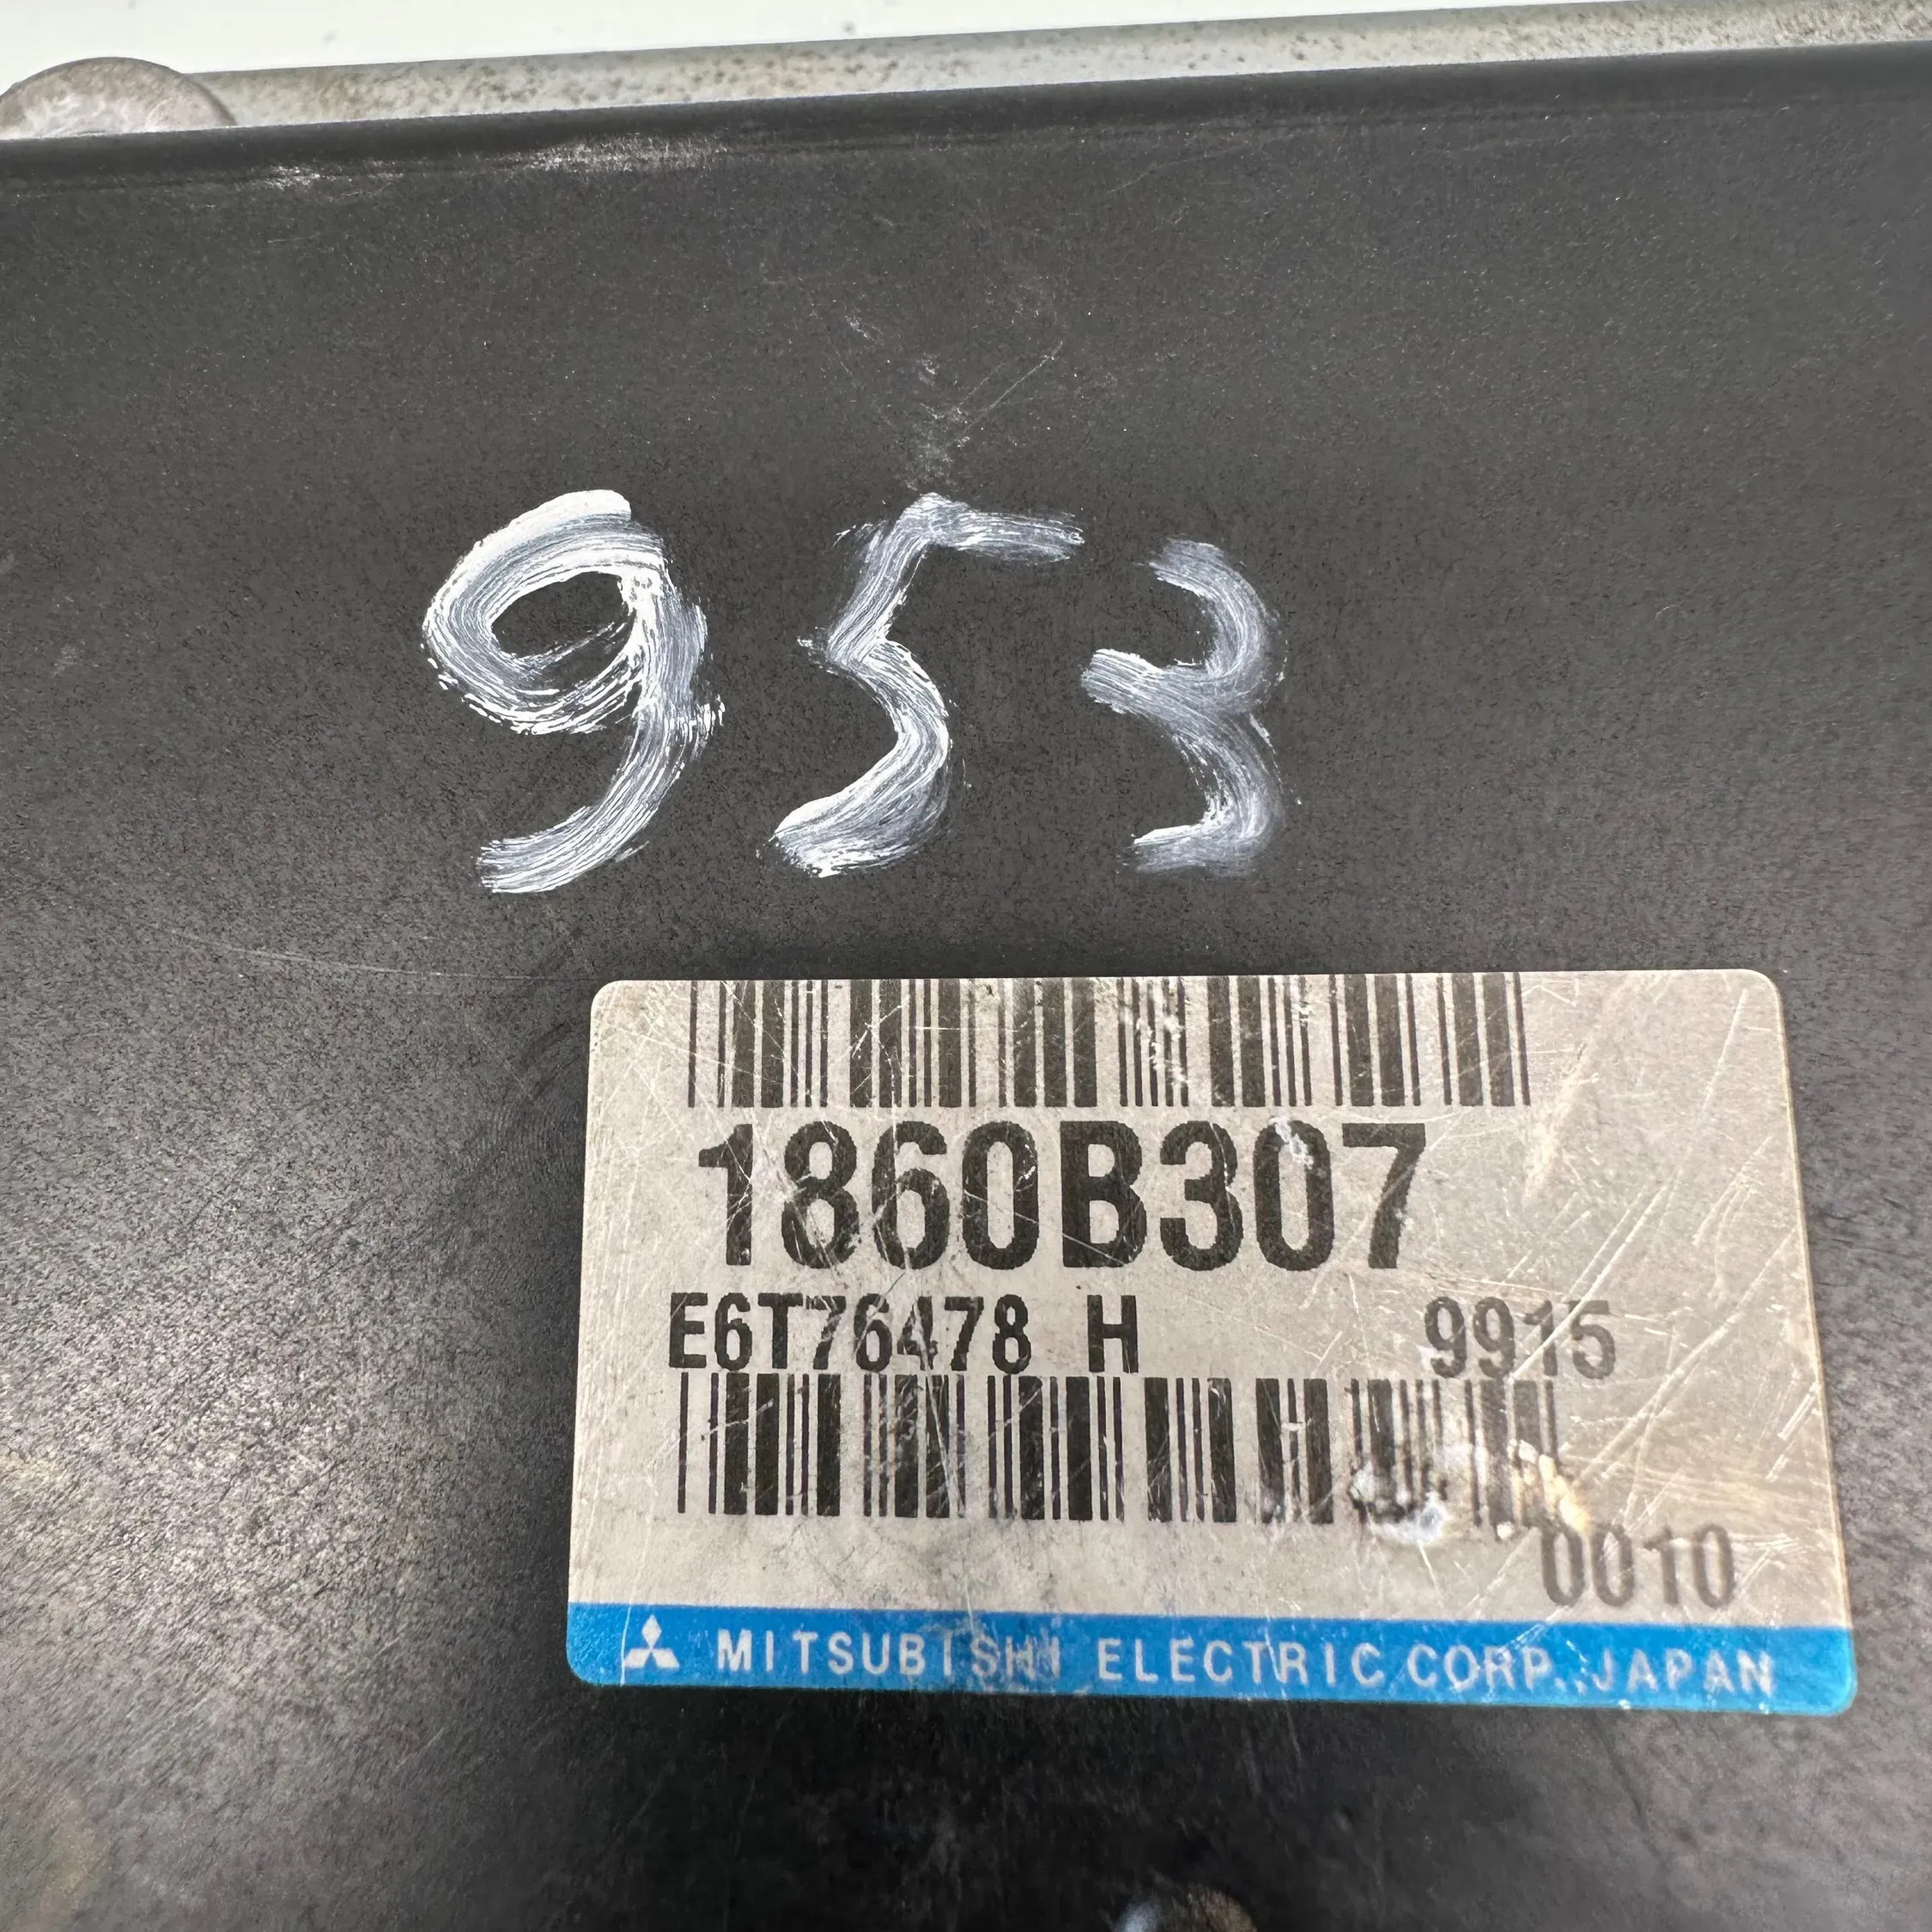 953
1860B307
E6T76478 H 9915
0010
MITSUBISHI ELECTRIC CORP., JAPAN